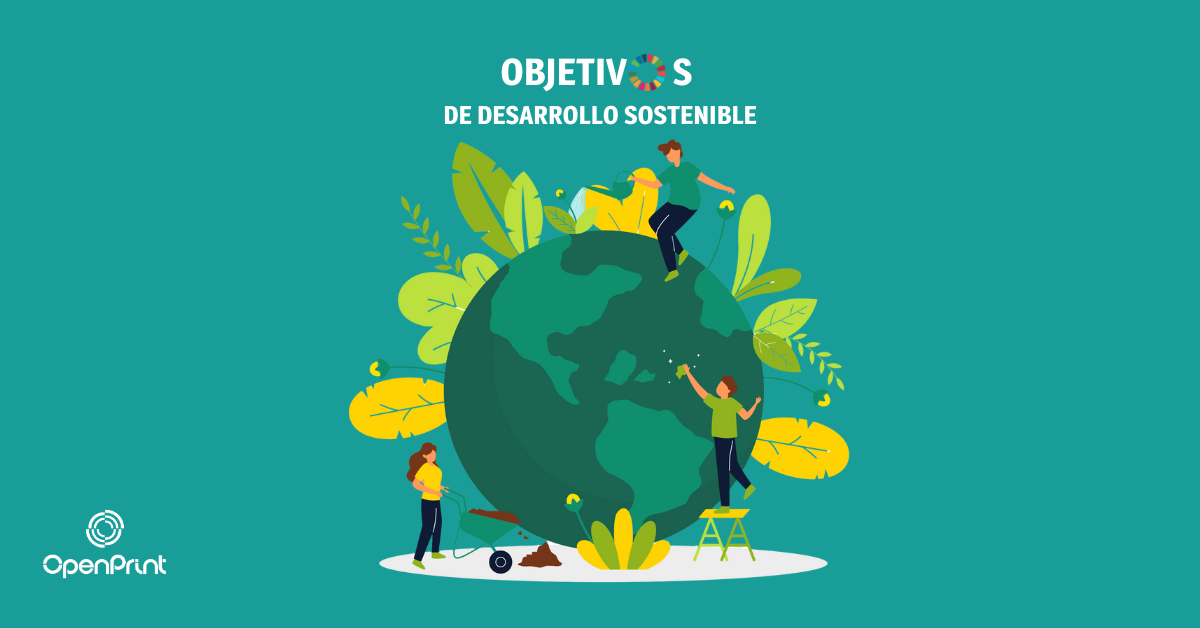 OBJETIVOS
DE DESARROLLO SOSTENIBLE
OpenPrint